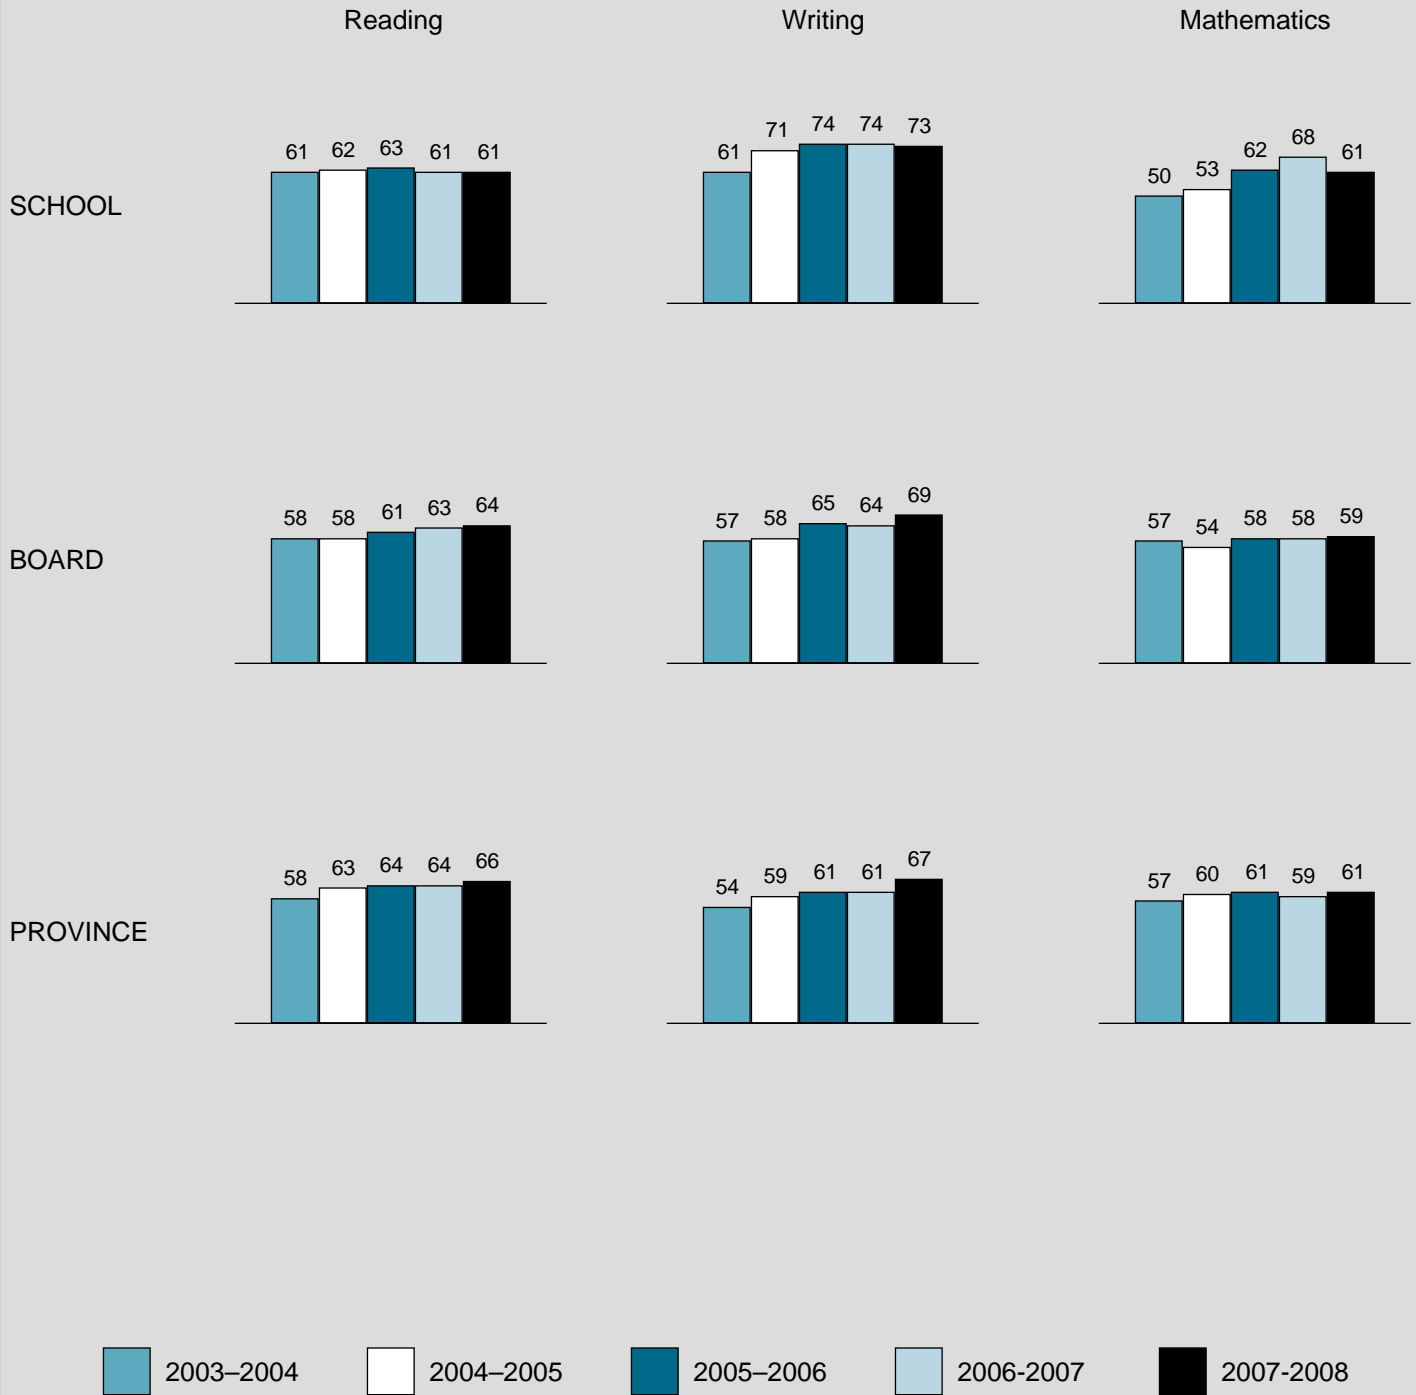 Reading Writing Mathematics
61 62 63 61 61
61 71 74 74 73
50 53 62 68 61
SCHOOL
58 58 61 63 64
57 58 65 64 69
57 54 58 58 59
BOARD
58 63 64 64 66
54 59 61 61 67
57 60 61 59 61
PROVINCE
2003–2004 2004–2005 2005–2006 2006-2007 2007-2008